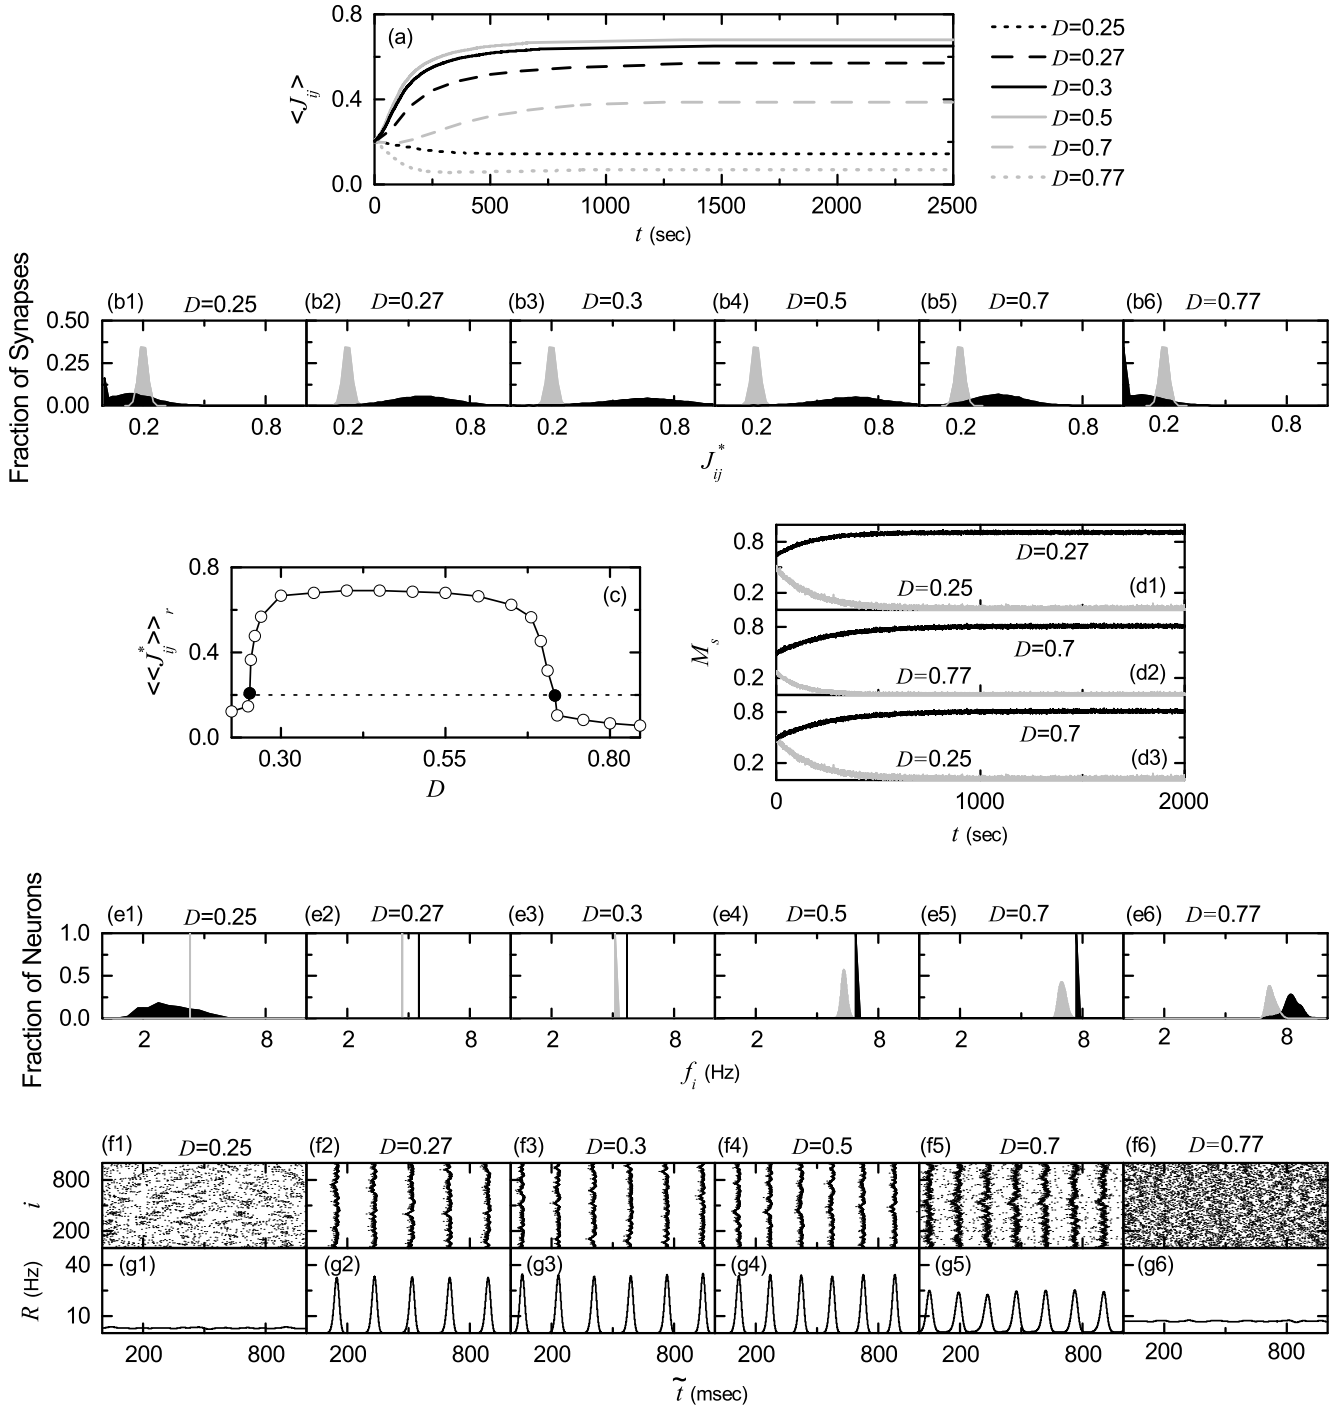 (a)
0.8
0.4
0.0
<J_ij>
0 500 1000 1500 2000 2500
t (sec)
D=0.25
D=0.27
D=0.3
D=0.5
D=0.7
D=0.77
Fraction of Synapses
(b1) D=0.25
(b2) D=0.27
(b3) D=0.3
(b4) D=0.5
(b5) D=0.7
(b6) D=0.77
0.50
0.25
0.00
0.2 0.8 0.2 0.8 0.2 0.8 0.2 0.8 0.2 0.8 0.2 0.8
J_ij^*
(c)
0.8
0.4
0.0
<<J_ij^*>>_r
0.30 0.55 0.80
D
M_s
0.8
0.2
D=0.27
D=0.25
(d1)
0.8
0.2
D=0.7
D=0.77
(d2)
0.8
0.2
D=0.7
D=0.25
(d3)
0 1000 2000
t (sec)
Fraction of Neurons
(e1) D=0.25
(e2) D=0.27
(e3) D=0.3
(e4) D=0.5
(e5) D=0.7
(e6) D=0.77
1.0
0.5
0.0
2 8 2 8 2 8 2 8 2 8 2 8
f_i (Hz)
(f1) D=0.25
(f2) D=0.27
(f3) D=0.3
(f4) D=0.5
(f5) D=0.7
(f6) D=0.77
i
800
200
R (Hz)
40
10
(g1)
(g2)
(g3)
(g4)
(g5)
(g6)
200 800 200 800 200 800 200 800 200 800 200 800
t̃ (msec)